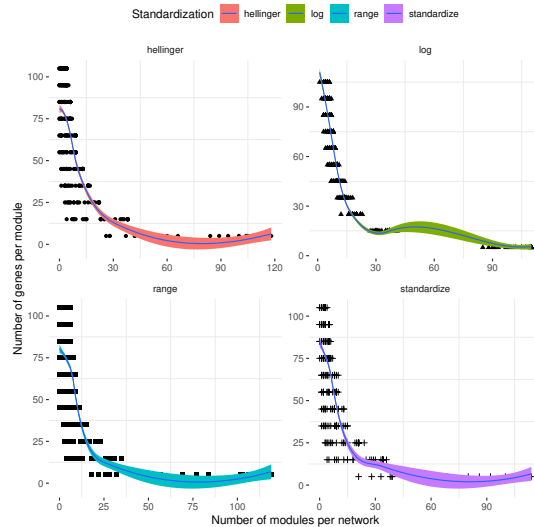 Standardization hellinger log range standardize
hellinger log
100
75
50
25
0
90
60
30
0
0 30 60 90 120
0 30 60 90
Number of genes per module
range standardize
100
75
50
25
0
100
75
50
25
0
0 50 100
0 30 60 90
Number of modules per network